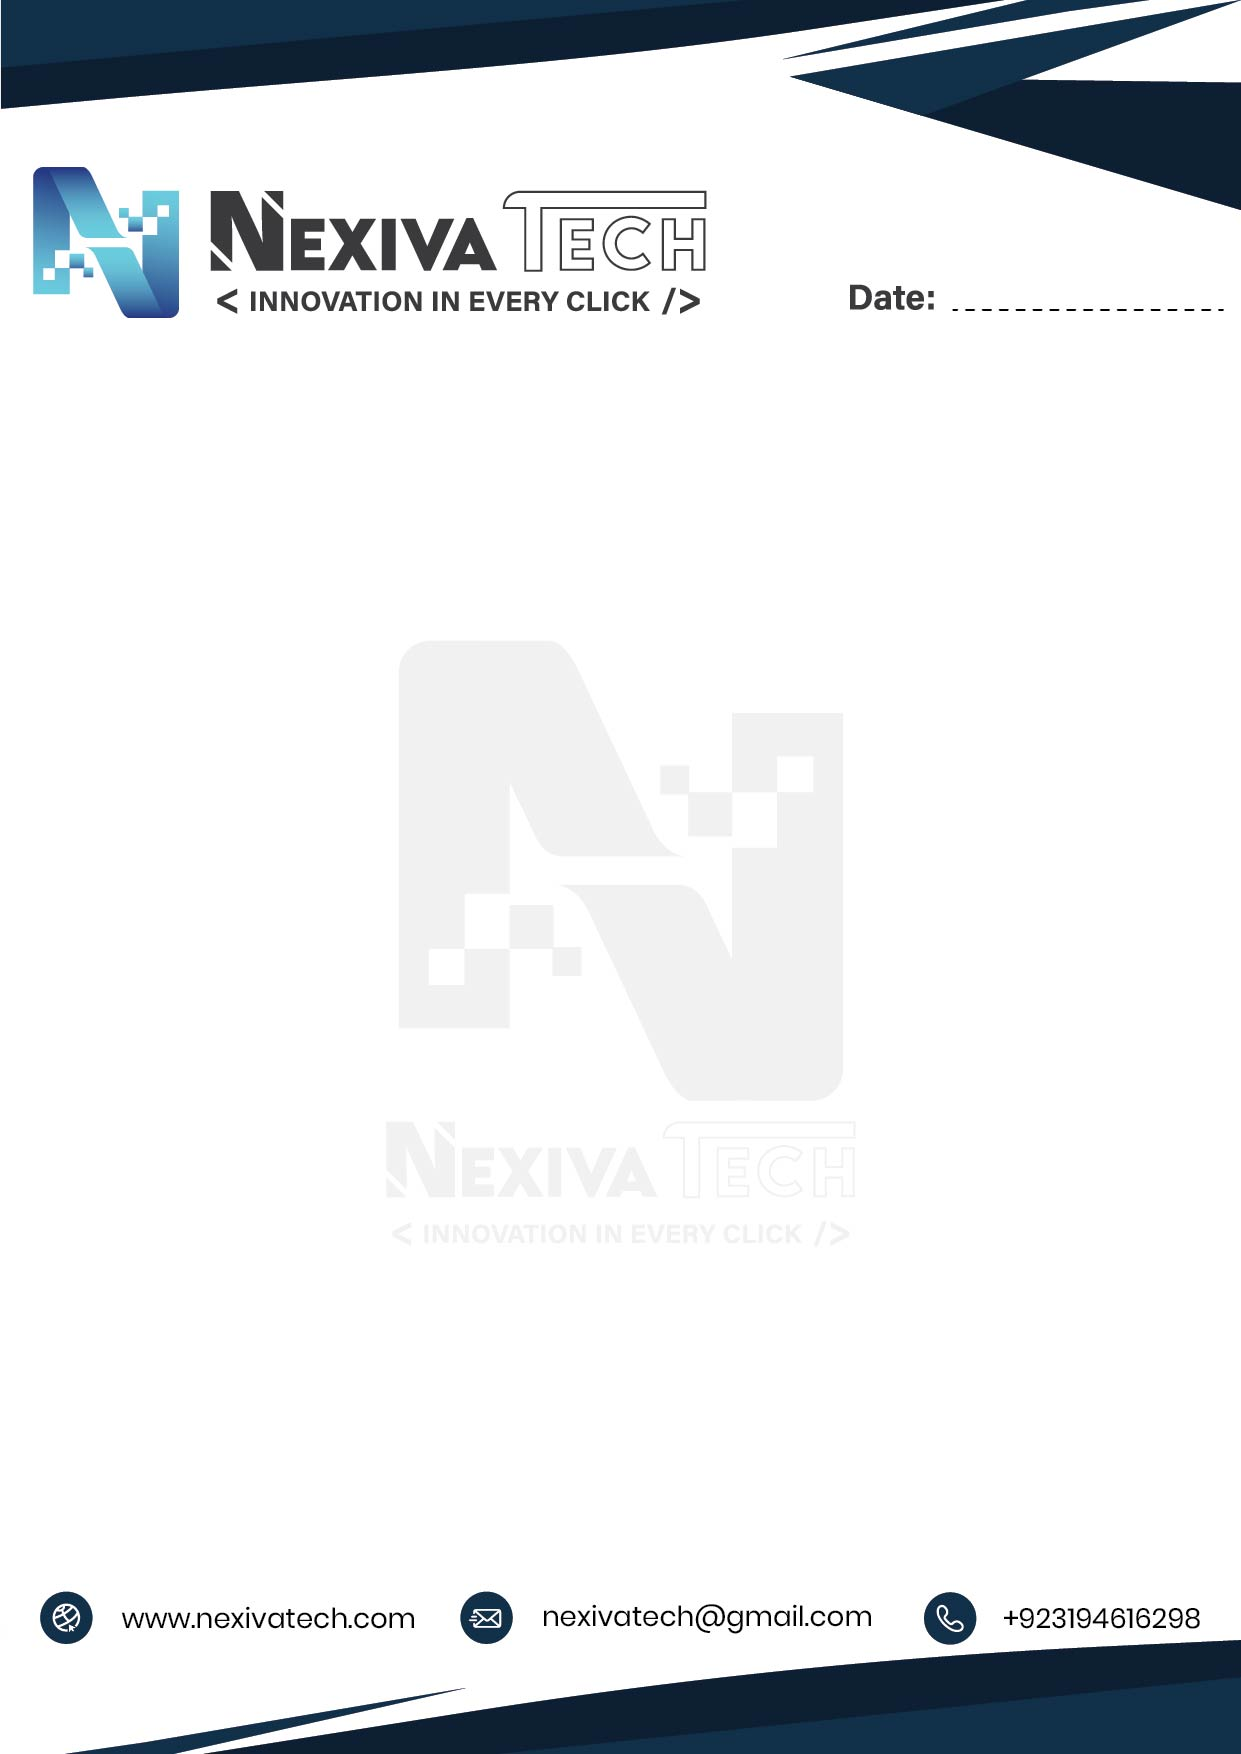 NEXIVA TECH
< INNOVATION IN EVERY CLICK />
Date: _ _ _ _ _ _ _ _ _ _ _ _ _ _ _ _
NEXIVA TECH
< INNOVATION IN EVERY CLICK />
www.nexivatech.com
nexivatech@gmail.com
+923194616298